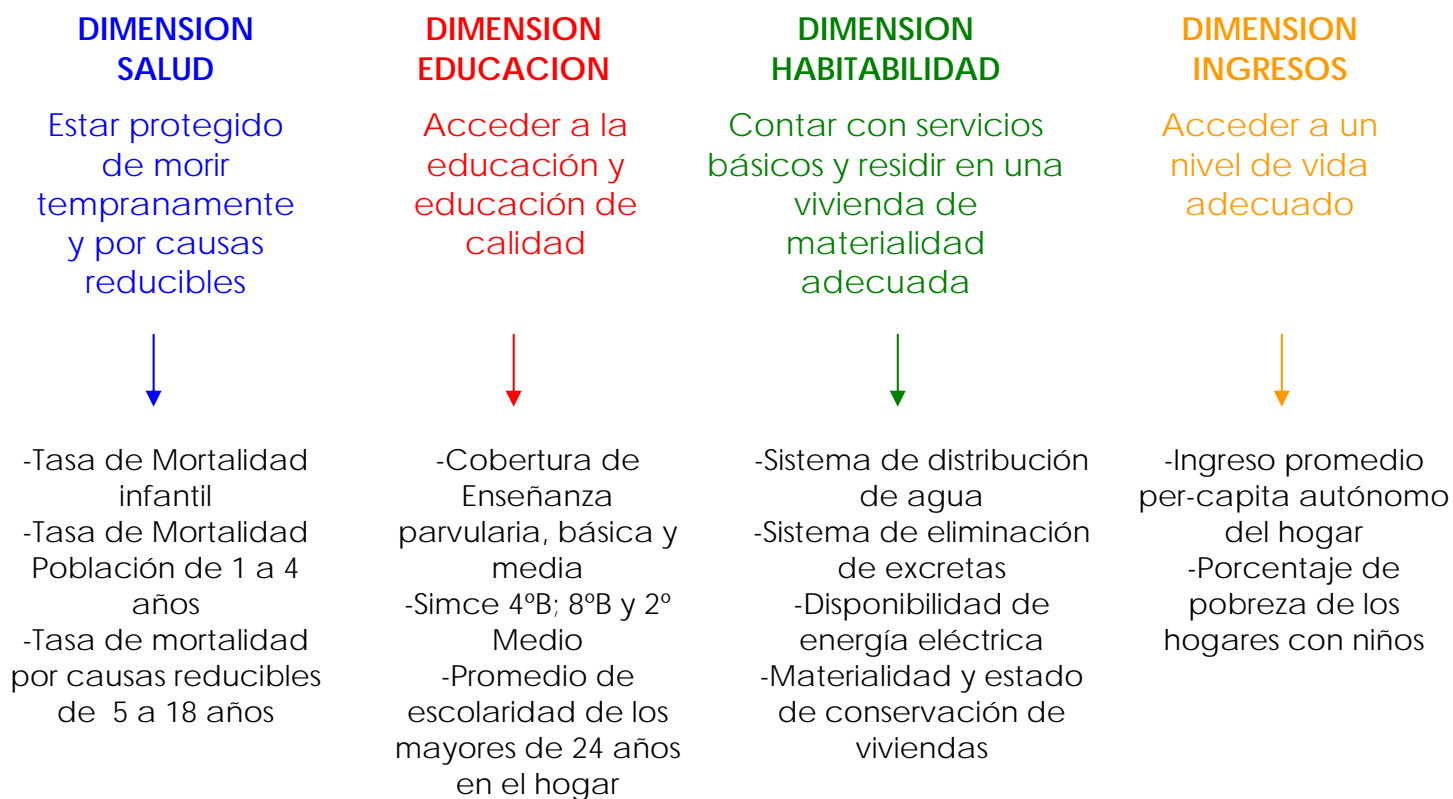 DIMENSION
SALUD
Estar protegido
de morir
tempranamente
y por causas
reducibles
-Tasa de Mortalidad
infantil
-Tasa de Mortalidad
Población de 1 a 4
años
-Tasa de mortalidad
por causas reducibles
de 5 a 18 años
DIMENSION
EDUCACION
Acceder a la
educación y
educación de
calidad
-Cobertura de
Enseñanza
parvularia, básica y
media
-Simce 4ºB; 8ºB y 2º
Medio
-Promedio de
escolaridad de los
mayores de 24 años
en el hogar
DIMENSION
HABITABILIDAD
Contar con servicios
básicos y residir en una
vivienda de
materialidad
adecuada
-Sistema de distribución
de agua
-Sistema de eliminación
de excretas
-Disponibilidad de
energía eléctrica
-Materialidad y estado
de conservación de
viviendas
DIMENSION
INGRESOS
Acceder a un
nivel de vida
adecuado
-Ingreso promedio
per-capita autónomo
del hogar
-Porcentaje de
pobreza de los
hogares con niños